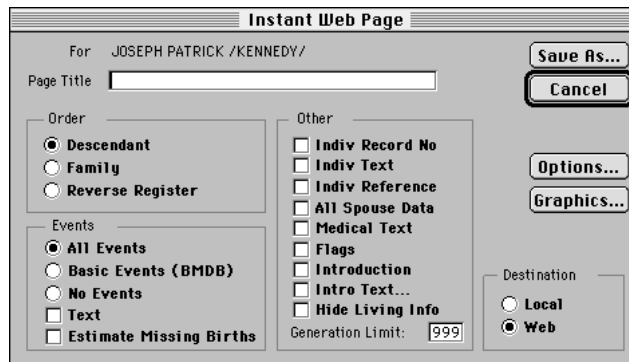 Instant Web Page
For JOSEPH PATRICK /KENNEDY/
Page Title
Save As...
Cancel
Order
Descendant
Family
Reverse Register
Events
All Events
Basic Events (BMDB)
No Events
Text
Estimate Missing Births
Other
Indiv Record No
Indiv Text
Indiv Reference
All Spouse Data
Medical Text
Flags
Introduction
Intro Text...
Hide Living Info
Generation Limit: 999
Options...
Graphics...
Destination
Local
Web